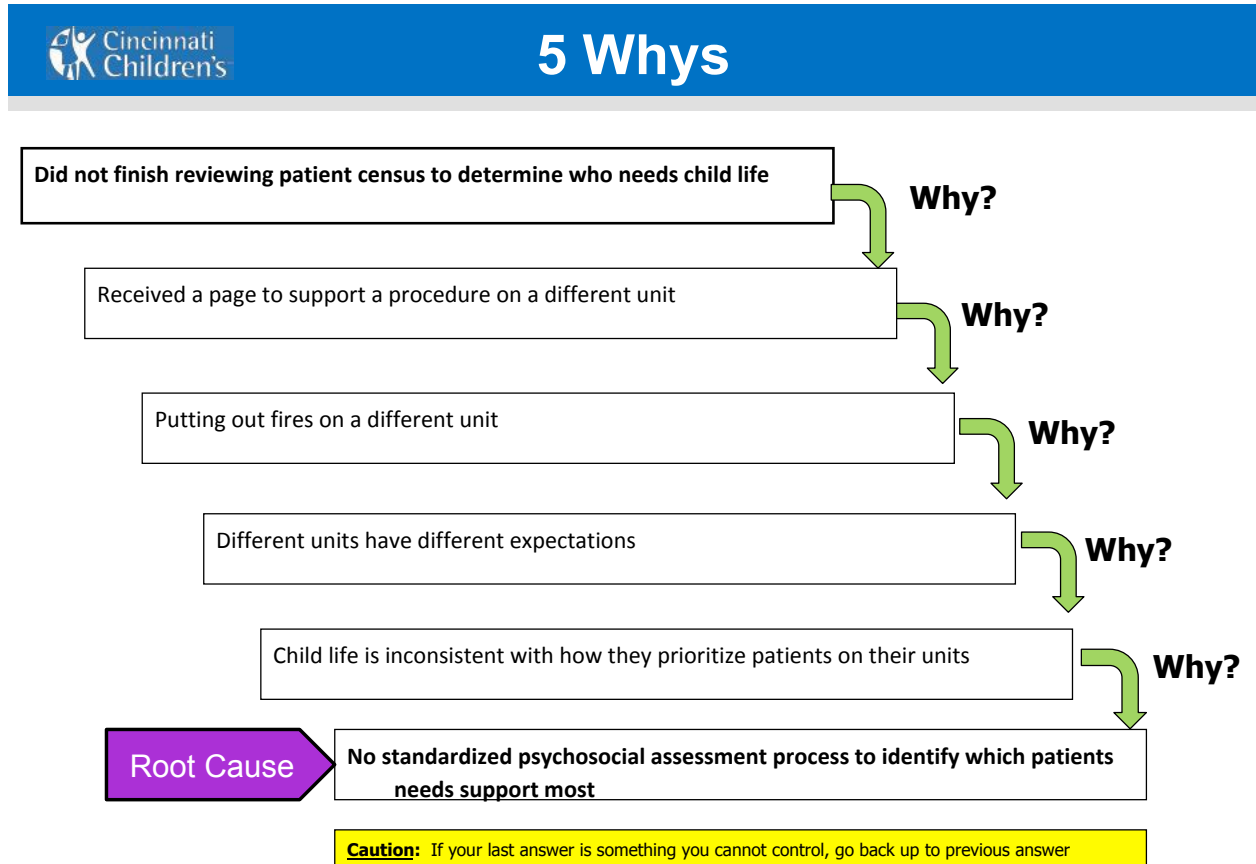 Cincinnati
Children's
5 Whys
Did not finish reviewing patient census to determine who needs child life
Why?
Received a page to support a procedure on a different unit
Why?
Putting out fires on a different unit
Why?
Different units have different expectations
Why?
Child life is inconsistent with how they prioritize patients on their units
Why?
Root Cause
No standardized psychosocial assessment process to identify which patients
needs support most
Caution: If your last answer is something you cannot control, go back up to previous answer